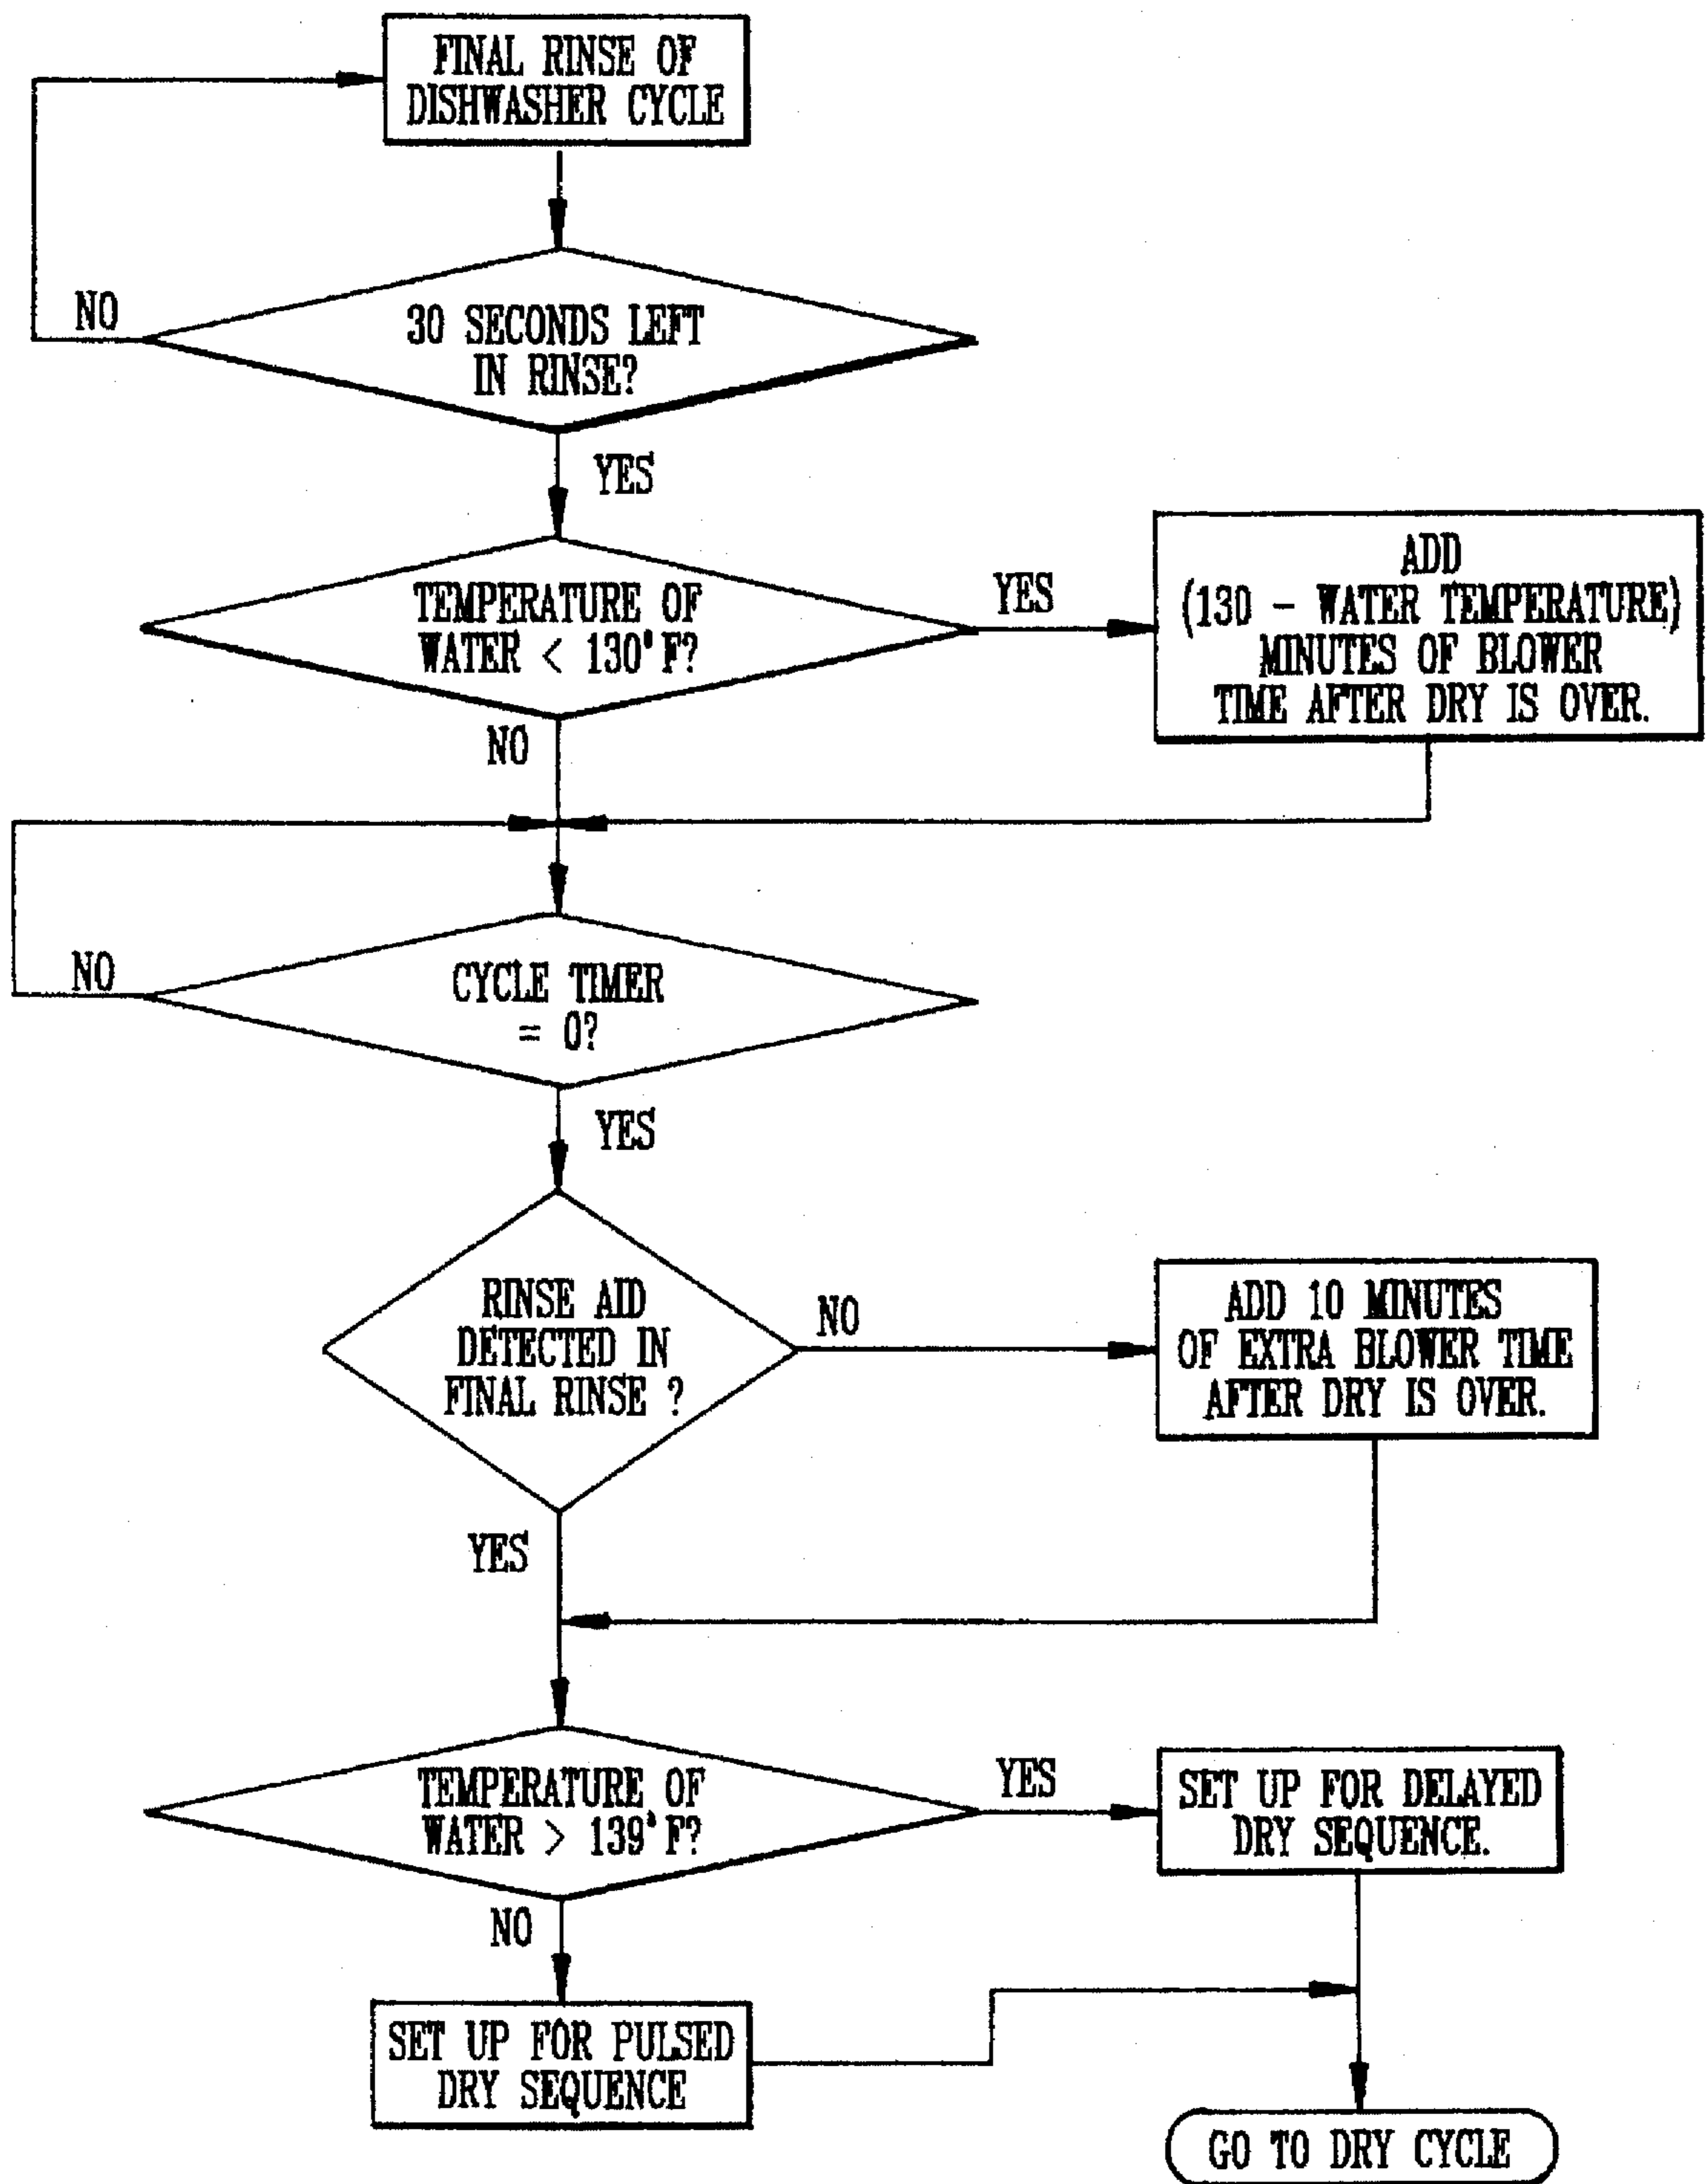 FINAL RINSE OF
DISHWASHER CYCLE
NO
30 SECONDS LEFT
IN RINSE?
YES
TEMPERATURE OF
WATER < 130°F?
YES
ADD
(130 - WATER TEMPERATURE)
MINUTES OF BLOWER
TIME AFTER DRY IS OVER.
NO
NO
CYCLE TIMER
= 0?
YES
RINSE AID
DETECTED IN
FINAL RINSE ?
NO
ADD 10 MINUTES
OF EXTRA BLOWER TIME
AFTER DRY IS OVER.
YES
TEMPERATURE OF
WATER > 139°F?
YES
SET UP FOR DELAYED
DRY SEQUENCE.
NO
SET UP FOR PULSED
DRY SEQUENCE
GO TO DRY CYCLE